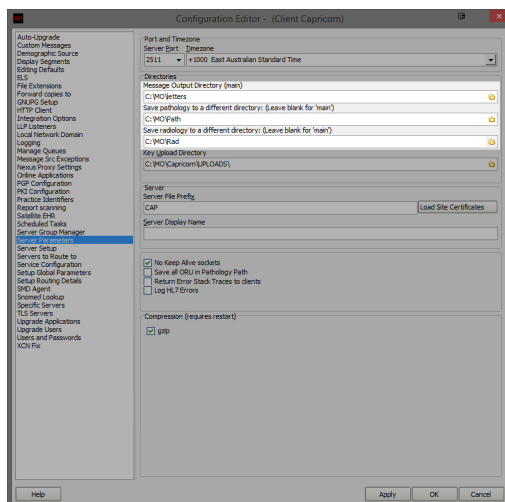 Configuration Editor - (Client Capricorn)
Auto-Upgrade
Custom Messages
Demographic Source
Display Segments
Editing Defaults
ELS
File Extensions
Forward copies to
GNUPG Setup
HTTP Client
Integration Options
LLP Listeners
Local Network Domain
Logging
Manage Queues
Message Src Exceptions
Nexus Proxy Settings
Online Applications
PGP Configuration
PKI Configuration
Practice Identifiers
Report scanning
Satellite EHR
Scheduled Tasks
Server Group Manager
Server Parameters
Server Setup
Servers to Route to
Service Configuration
Setup Global Parameters
Setup Routing Details
SMD Agent
Snomed Lookup
Specific Servers
TLS Servers
Upgrade Applications
Upgrade Users
Users and Passwords
XCN Fix
Port and Timezone
Server Port Timezone
2511 +1000 East Australian Standard Time
Directories
Message Output Directory (main)
C:\MO\letters
Save pathology to a different directory: (Leave blank for 'main')
C:\MO\Path
Save radiology to a different directory: (Leave blank for 'main')
C:\MO\Rad
Key Upload Directory
C:\MO\Capricorn\UPLOADS\
Server
Server File Prefix
CAP Load Site Certificates
Server Display Name
No Keep Alive sockets
Save all ORU in Pathology Path
Return Error Stack Traces to clients
Log HL7 Errors
Compression (requires restart)
gzip
Help Apply OK Cancel